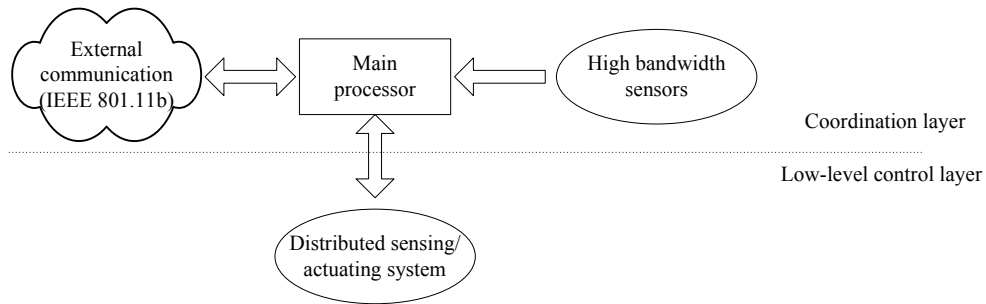 External
communication
(IEEE 801.11b)
Main
processor
High bandwidth
sensors
Coordination layer
Low-level control layer
Distributed sensing/
actuating system